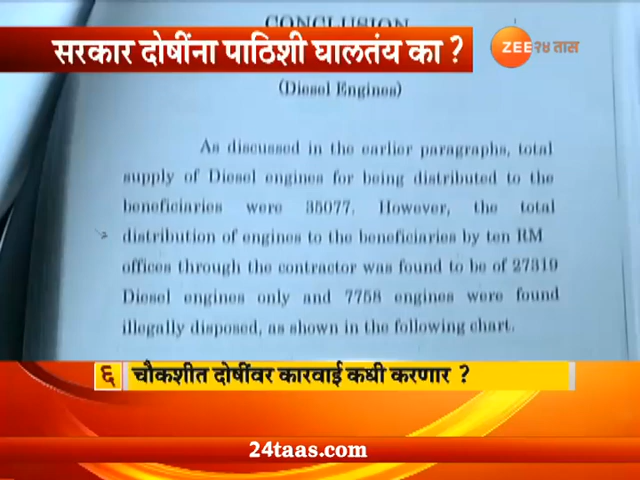 CONCLUSION
सरकार दोषींना पाठिशी घालतंय का ?
ZEE २४ तास
(Diesel Engines)
As discussed in the earlier paragraphs, total
supply of Diesel engines for being distributed to the
beneficiaries were 35077. However, the total
distribution of engines to the beneficiaries by ten RM
offices through the contractor was found to be of 27319
Diesel engines only and 7758 engines were found
illegally disposed, as shown in the following chart.
६ चौकशीत दोषींवर कारवाई कधी करणार ?
24taas.com